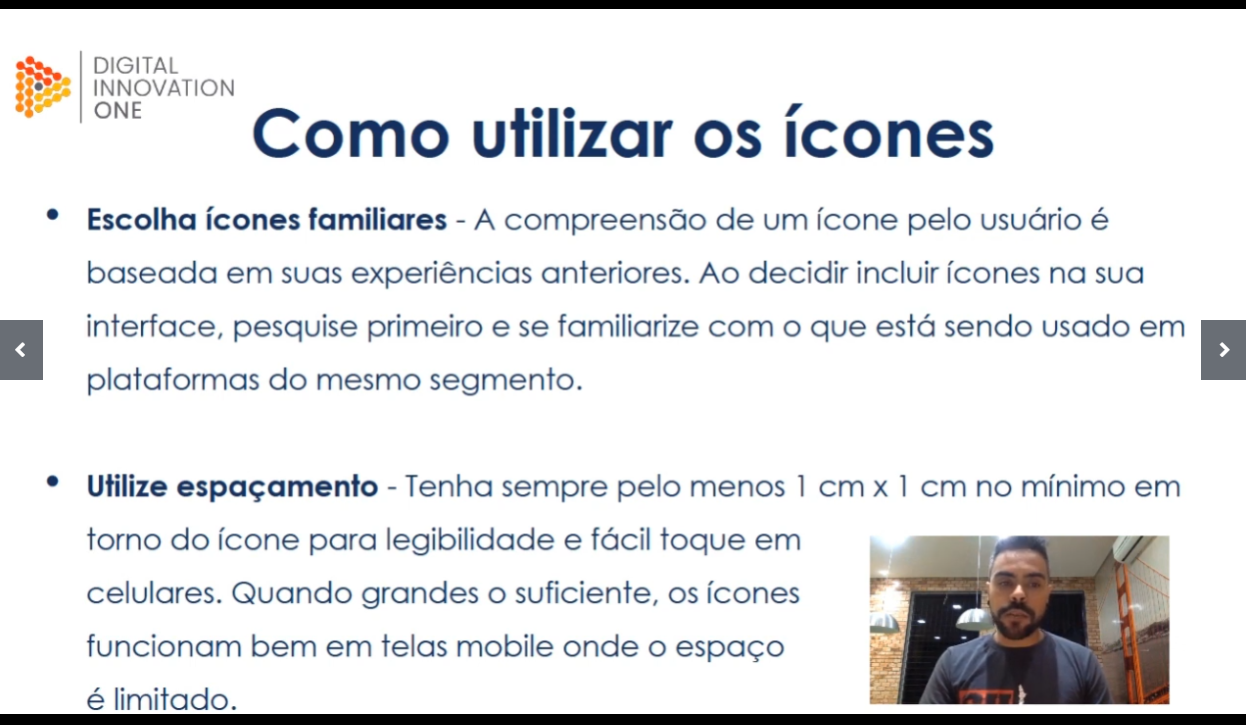 DIGITAL
INNOVATION
ONE
Como utilizar os ícones
• Escolha ícones familiares - A compreensão de um ícone pelo usuário é
baseada em suas experiências anteriores. Ao decidir incluir ícones na sua
interface, pesquise primeiro e se familiarize com o que está sendo usado em
plataformas do mesmo segmento.
• Utilize espaçamento - Tenha sempre pelo menos 1 cm x 1 cm no mínimo em
torno do ícone para legibilidade e fácil toque em
celulares. Quando grandes o suficiente, os ícones
funcionam bem em telas mobile onde o espaço
é limitado.